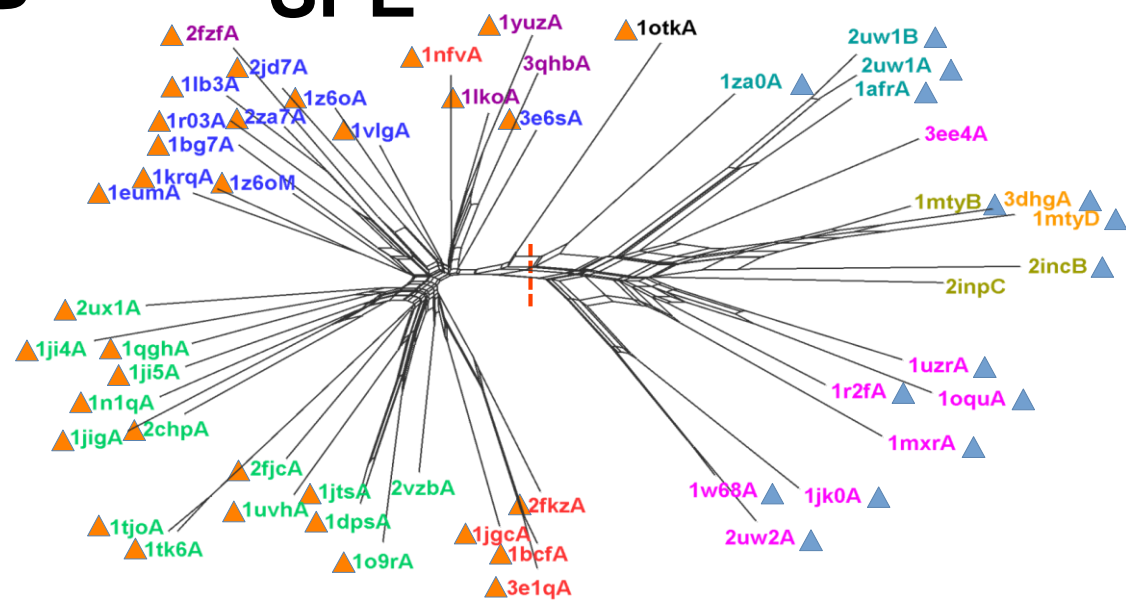 1yuzA
1otkA
2fzfA
2uw1B
1nfvA
3qhbA
2jd7A
2uw1A
1lb3A
1z6oA
1lkoA
1za0A
1afrA
1r03A
2za7A
1vlgA
3e6sA
3ee4A
1bg7A
1krqA
1z6oM
1eumA
1mtyB
3dhgA
1mtyD
2incB
2inpC
2ux1A
1ji4A
1qghA
1ji5A
1uzrA
1n1qA
1r2fA
1oquA
1jigA
2chpA
1mxrA
2fjcA
1jtsA
2vzbA
1w68A
1jk0A
1uvhA
1dpsA
2fkzA
1tjoA
1jgcA
2uw2A
1tk6A
1o9rA
1bcfA
3e1qA